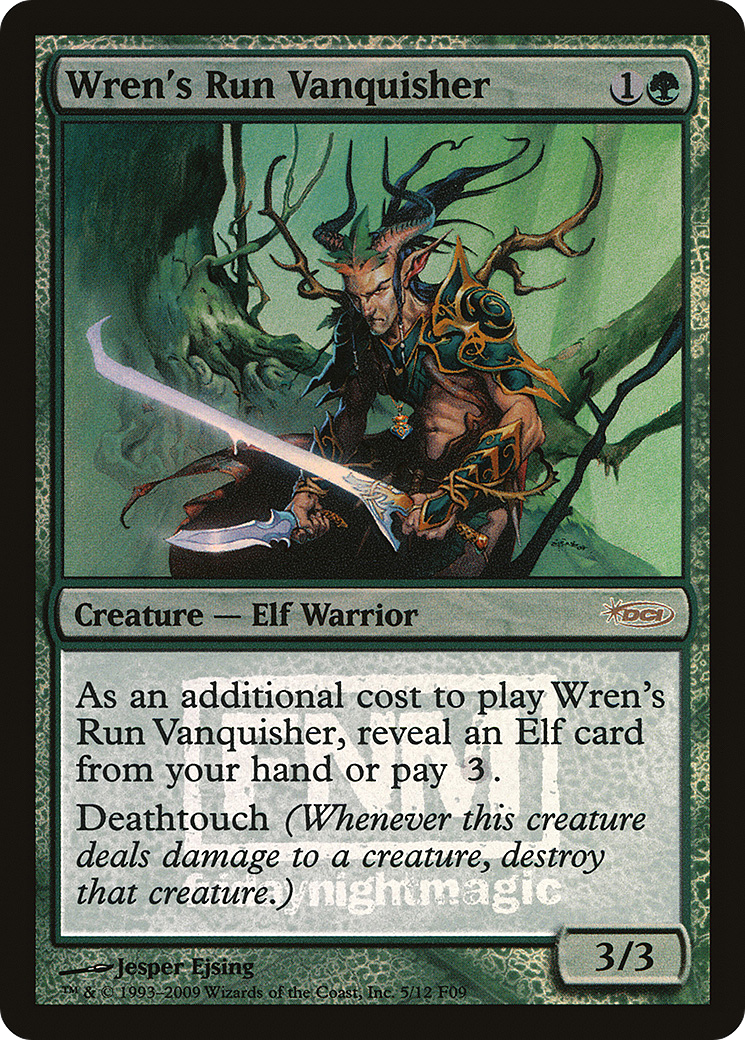 Wren's Run Vanquisher 1
Creature — Elf Warrior
DCI
As an additional cost to play Wren's
Run Vanquisher, reveal an Elf card
from your hand or pay 3.
Deathtouch (Whenever this creature
deals damage to a creature, destroy
that creature.)
FNM
fridaynightmagic
3/3
Jesper Ejsing
™ & © 1993–2009 Wizards of the Coast, Inc. 5/12 F09